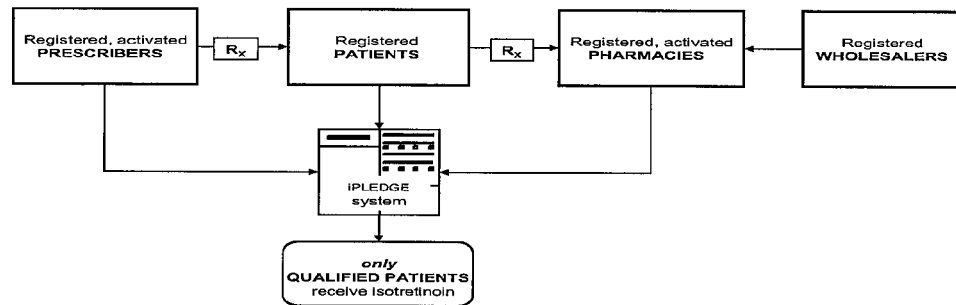 Registered, activated
PRESCRIBERS
Rx
Registered
PATIENTS
Rx
Registered, activated
PHARMACIES
Registered
WHOLESALERS
iPLEDGE
system
only
QUALIFIED PATIENTS
receive isotretinoin